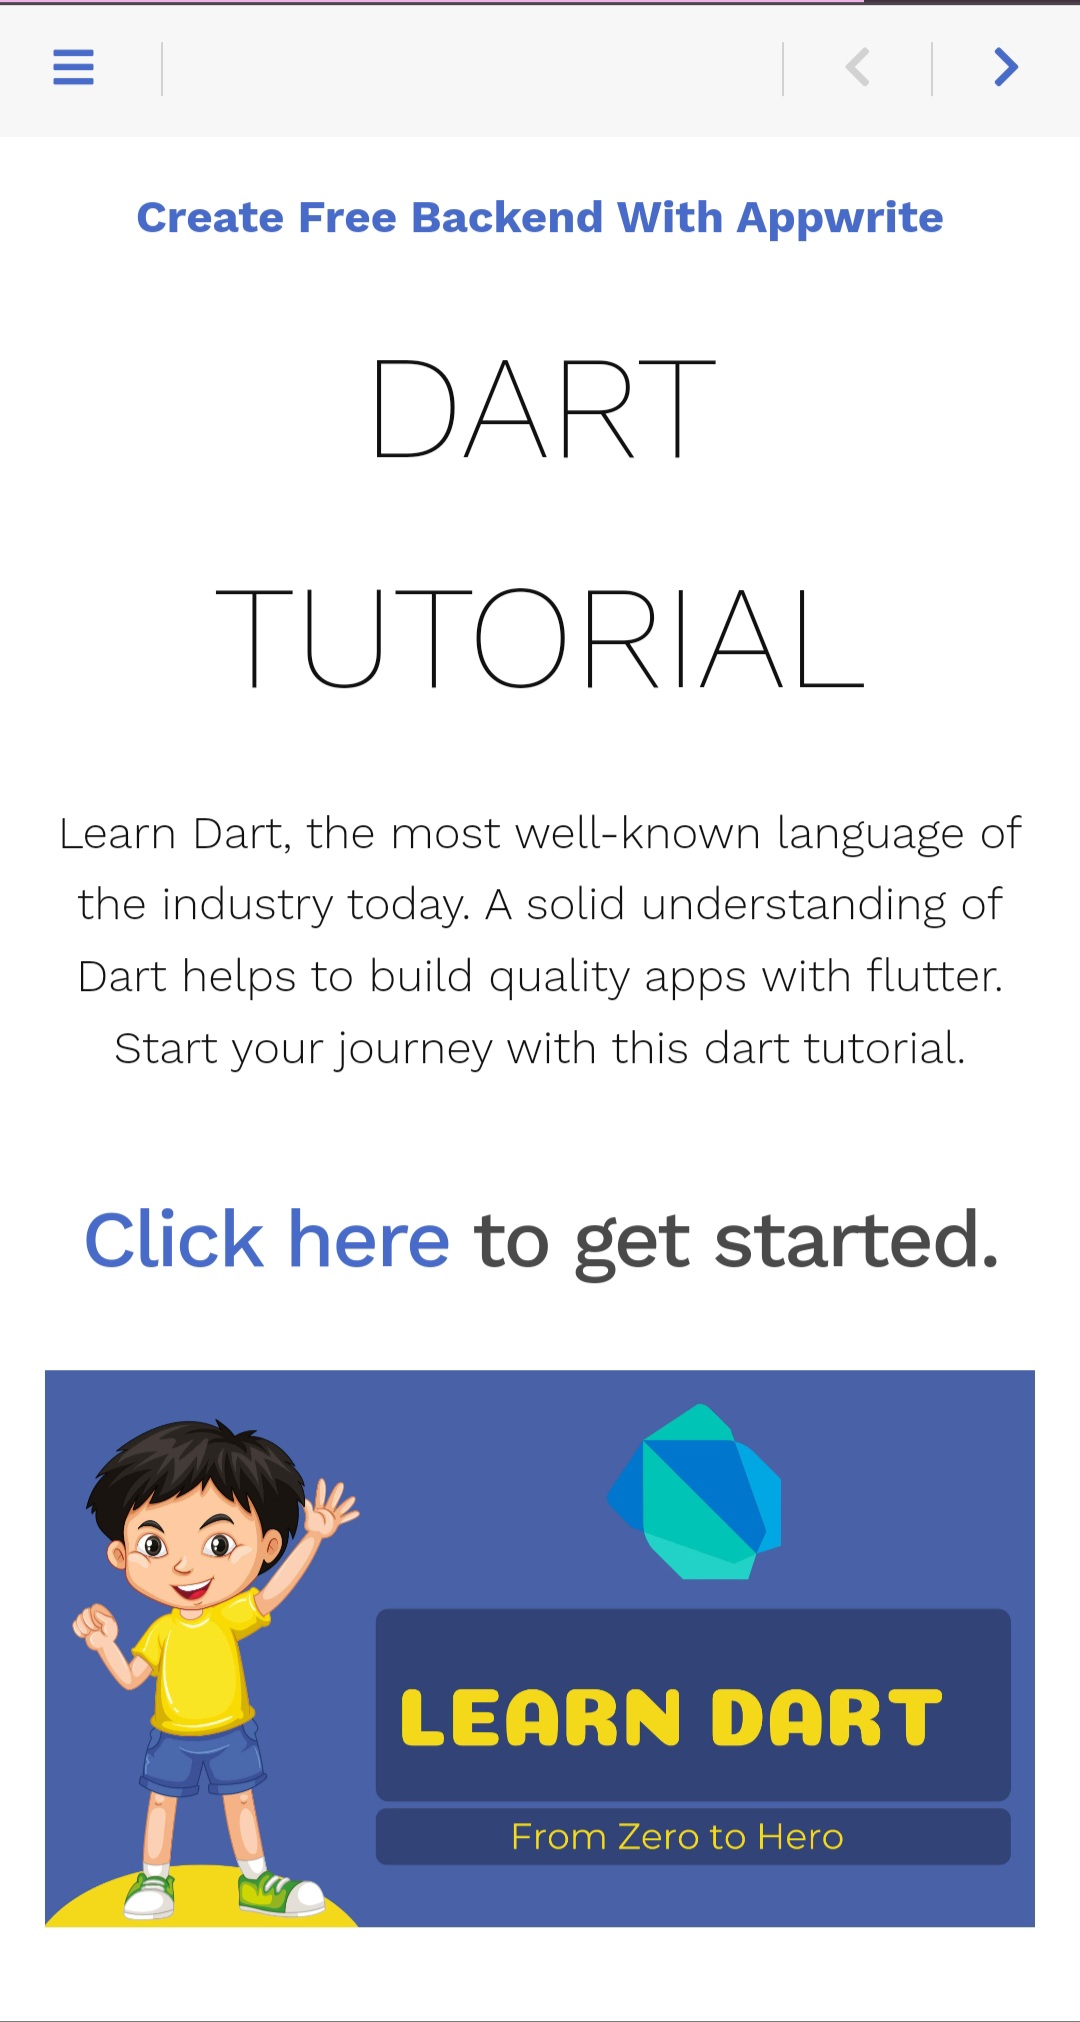 Create Free Backend With Appwrite
DART
TUTORIAL
Learn Dart, the most well-known language of
the industry today. A solid understanding of
Dart helps to build quality apps with flutter.
Start your journey with this dart tutorial.
Click here to get started.
LEARN DART
From Zero to Hero